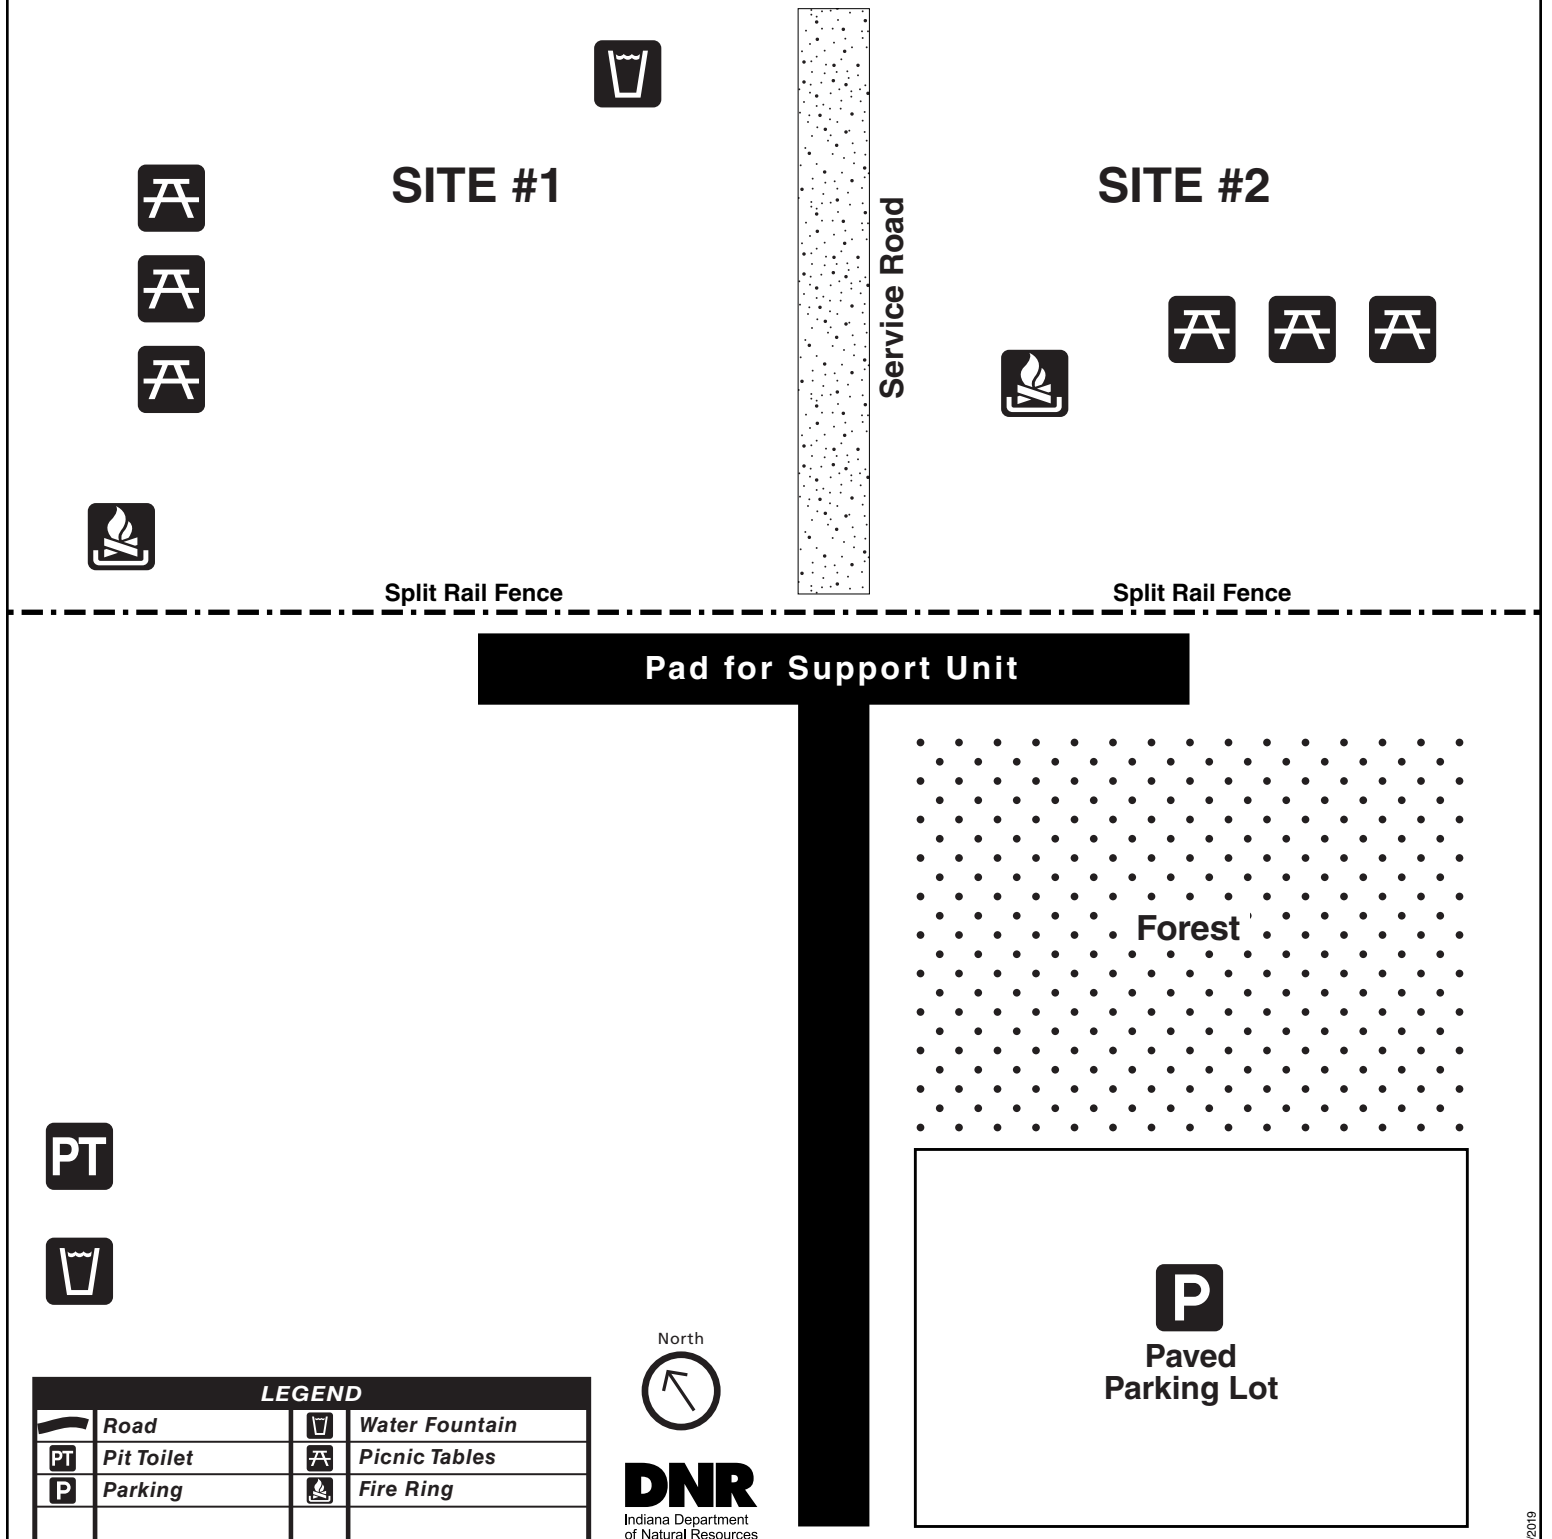 SITE #1
SITE #2
Service Road
Split Rail Fence
Split Rail Fence
Pad for Support Unit
Forest
PT
P
Paved
Parking Lot
North
LEGEND
Road
Water Fountain
PT
Pit Toilet
Picnic Tables
P
Parking
Fire Ring
DNR
Indiana Department
of Natural Resources
/2019